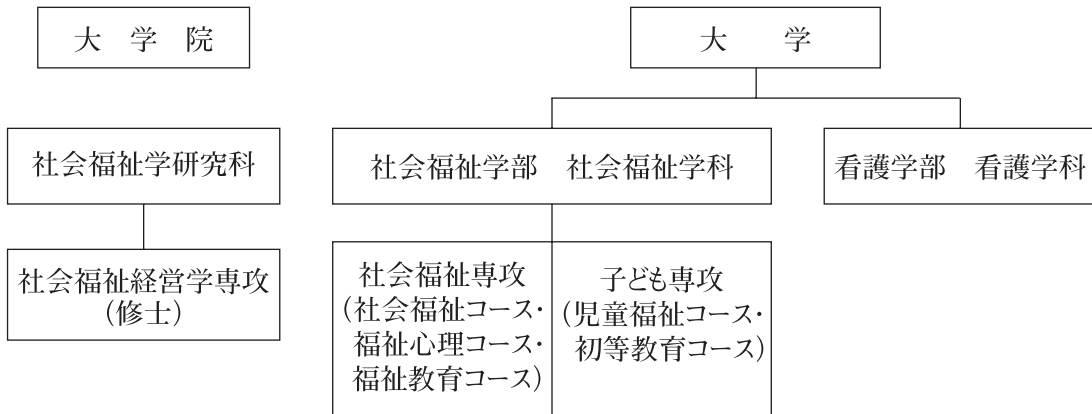 大　学　院
大　　学
社会福祉学研究科
社会福祉学部　社会福祉学科
看護学部　看護学科
社会福祉経営学専攻
（修士）
社会福祉専攻
（社会福祉コース・
福祉心理コース・
福祉教育コース）
子ども専攻
（児童福祉コース・
初等教育コース）